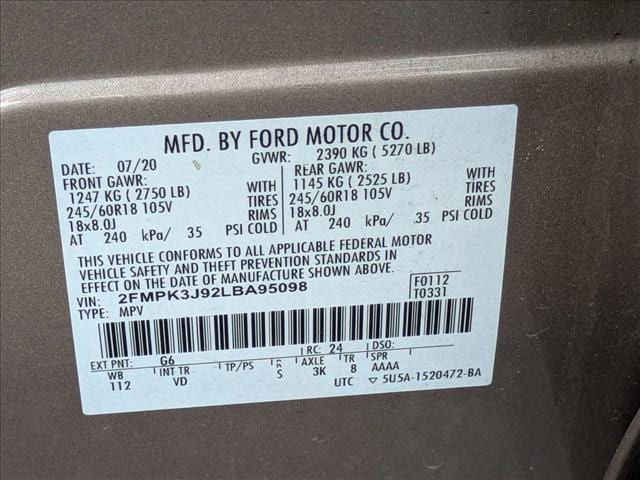 MFD. BY FORD MOTOR CO.
DATE: 07/20 GVWR: 2390 KG ( 5270 LB)
FRONT GAWR: REAR GAWR:
1247 KG ( 2750 LB) WITH 1145 KG ( 2525 LB) WITH
245/60R18 105V TIRES 245/60R18 105V TIRES
18x8.0J RIMS 18x8.0J RIMS
AT 240 kPa/ 35 PSI COLD AT 240 kPa/ 35 PSI COLD
THIS VEHICLE CONFORMS TO ALL APPLICABLE FEDERAL MOTOR
VEHICLE SAFETY AND THEFT PREVENTION STANDARDS IN
EFFECT ON THE DATE OF MANUFACTURE SHOWN ABOVE.
VIN: 2FMPK3J92LBA95098 F0112
TYPE: MPV T0331
EXT PNT: G6 RC: 24 DSO:
WB INT TR TP/PS R AXLE TR SPR
112 VD S 3K 8 AAAA
UTC ▽ 5U5A-1520472-BA